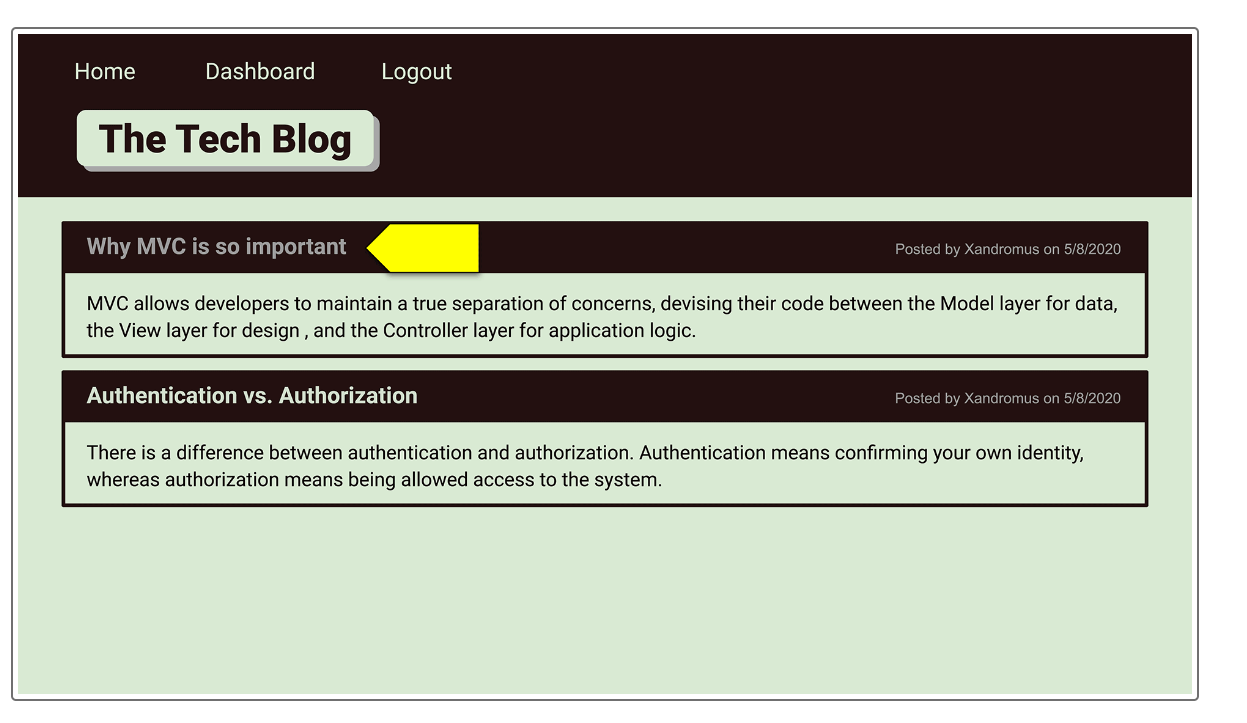 Home Dashboard Logout
The Tech Blog
Why MVC is so important Posted by Xandromus on 5/8/2020
MVC allows developers to maintain a true separation of concerns, devising their code between the Model layer for data,
the View layer for design , and the Controller layer for application logic.
Authentication vs. Authorization Posted by Xandromus on 5/8/2020
There is a difference between authentication and authorization. Authentication means confirming your own identity,
whereas authorization means being allowed access to the system.